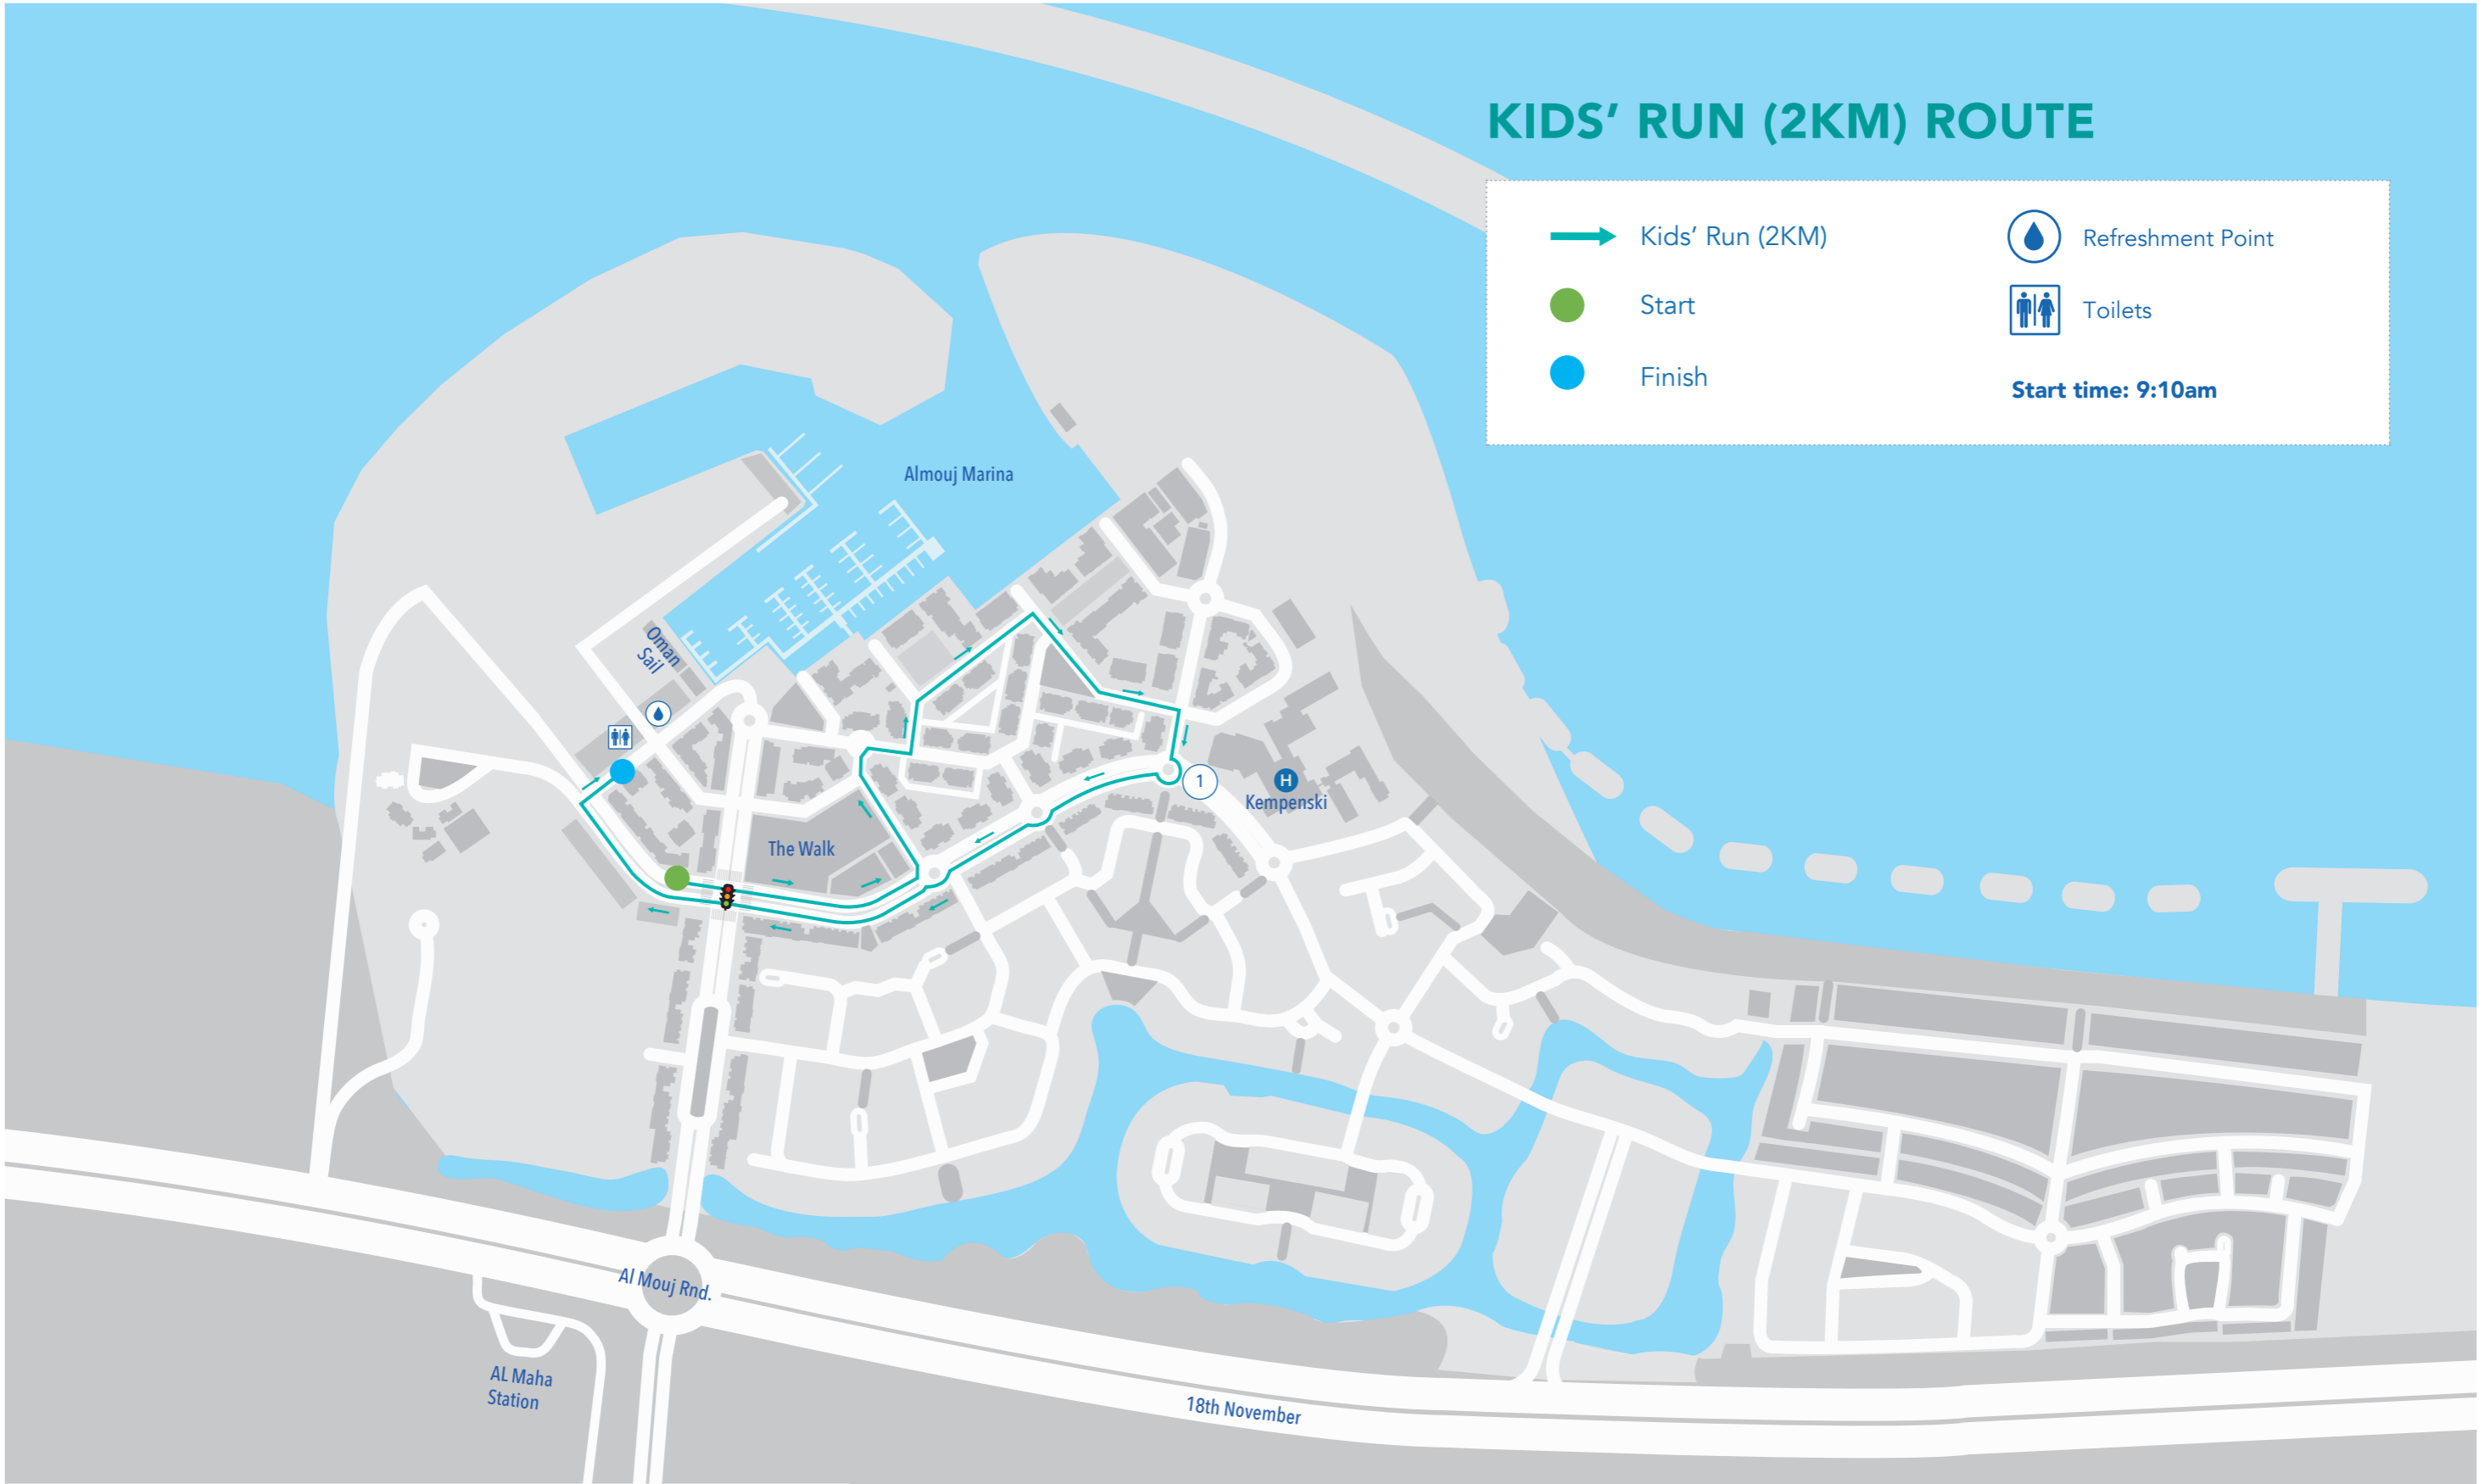 KIDS’ RUN (2KM) ROUTE
Kids’ Run (2KM)
Start
Finish
Refreshment Point
Toilets
Start time: 9:10am
Almouj Marina
Oman
Sail
1
H
Kempenski
The Walk
Al Mouj Rnd.
AL Maha
Station
18th November